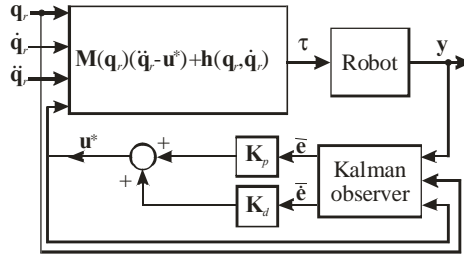 q_r
q̇_r
q̈_r
M(q_r)(q̈_r-u*)+h(q_r,q̇_r)
τ
Robot
y
u*
+
+
K_p
K_d
e̅
ė̅
Kalman
observer